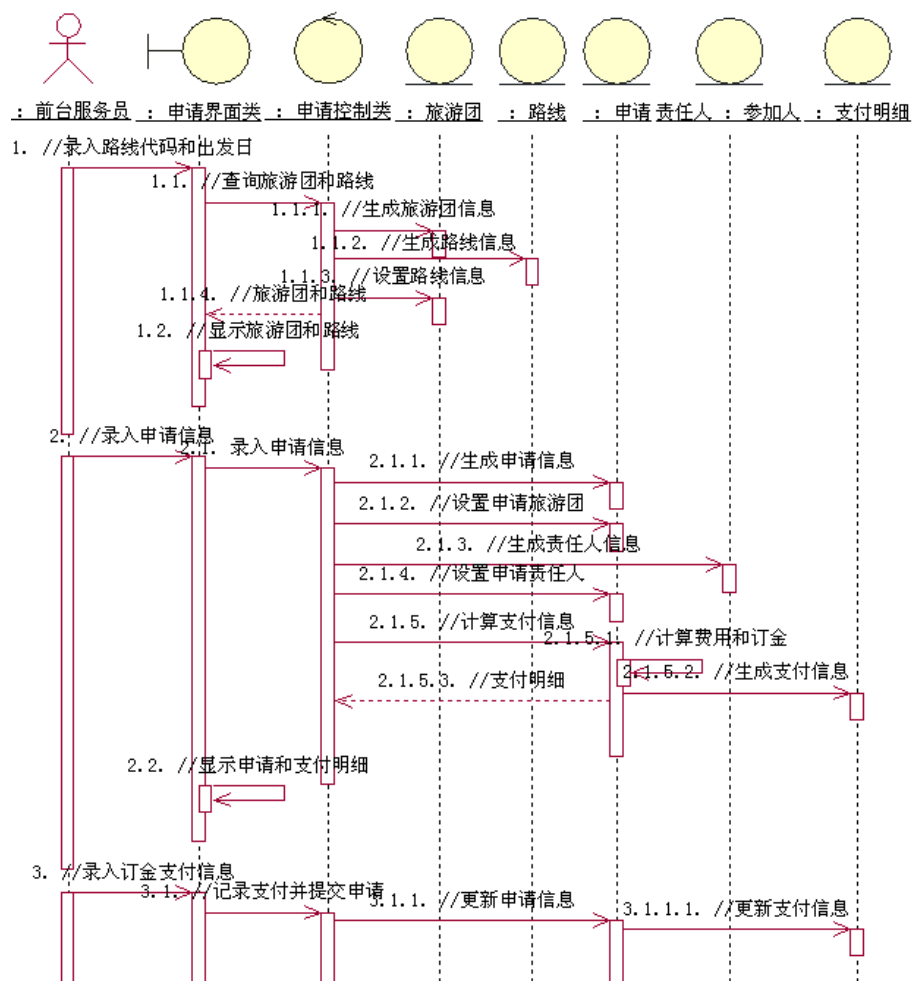 : 前台服务员 : 申请界面类 : 申请控制类 : 旅游团 : 路线 : 申请 责任人 : 参加人 : 支付明细
1. //录入路线代码和出发日
1.1. //查询旅游团和路线
1.1.1. //生成旅游团信息
1.1.2. //生成路线信息
1.1.3. //设置路线信息
1.1.4. //旅游团和路线
1.2. //显示旅游团和路线
2. //录入申请信息
2.1. 录入申请信息
2.1.1. //生成申请信息
2.1.2. //设置申请旅游团
2.1.3. //生成责任人信息
2.1.4. //设置申请责任人
2.1.5. //计算支付信息
2.1.5.1. //计算费用和订金
2.1.5.2. //生成支付信息
2.1.5.3. //支付明细
2.2. //显示申请和支付明细
3. //录入订金支付信息
3.1. //记录支付并提交申请
3.1.1. //更新申请信息
3.1.1.1. //更新支付信息